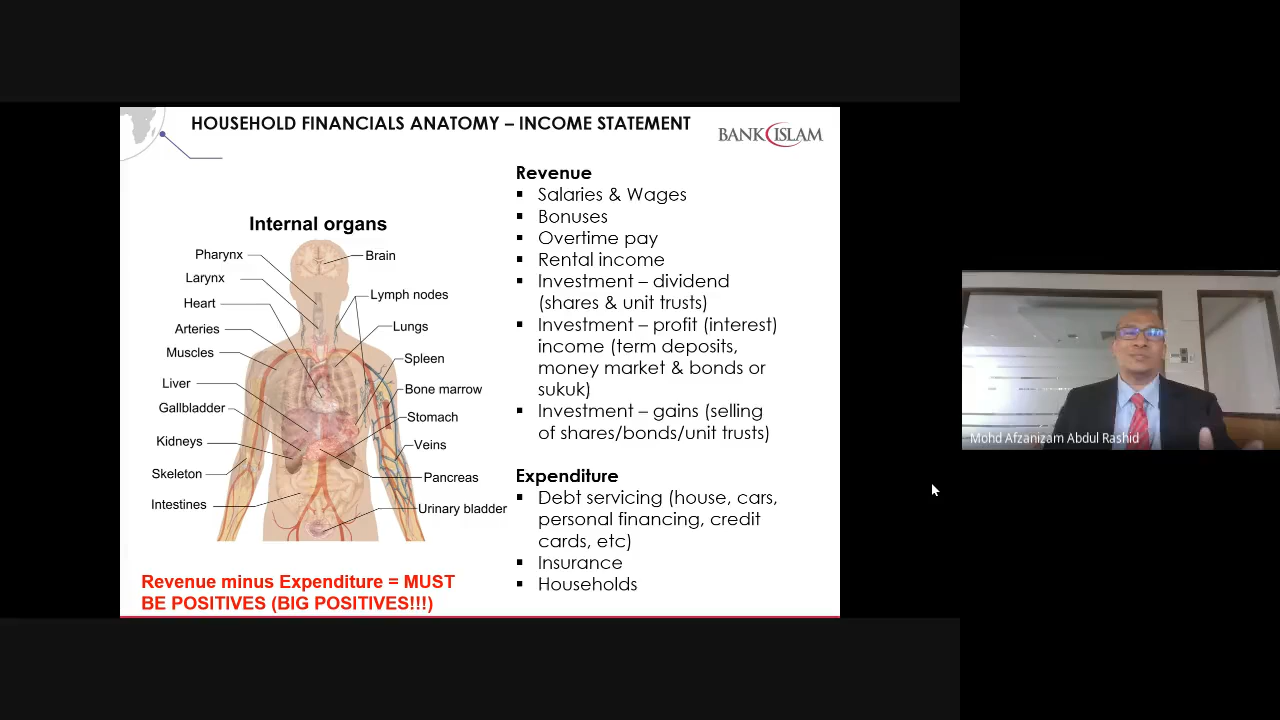 HOUSEHOLD FINANCIALS ANATOMY – INCOME STATEMENT
BANK ISLAM
Internal organs
Pharynx
Larynx
Heart
Arteries
Muscles
Liver
Gallbladder
Kidneys
Skeleton
Intestines
Brain
Lymph nodes
Lungs
Spleen
Bone marrow
Stomach
Veins
Pancreas
Urinary bladder
Revenue minus Expenditure = MUST
BE POSITIVES (BIG POSITIVES!!!)
Revenue
▪ Salaries & Wages
▪ Bonuses
▪ Overtime pay
▪ Rental income
▪ Investment – dividend
(shares & unit trusts)
▪ Investment – profit (interest)
income (term deposits,
money market & bonds or
sukuk)
▪ Investment – gains (selling
of shares/bonds/unit trusts)
Expenditure
▪ Debt servicing (house, cars,
personal financing, credit
cards, etc)
▪ Insurance
▪ Households
Mohd Afzanizam Abdul Rashid